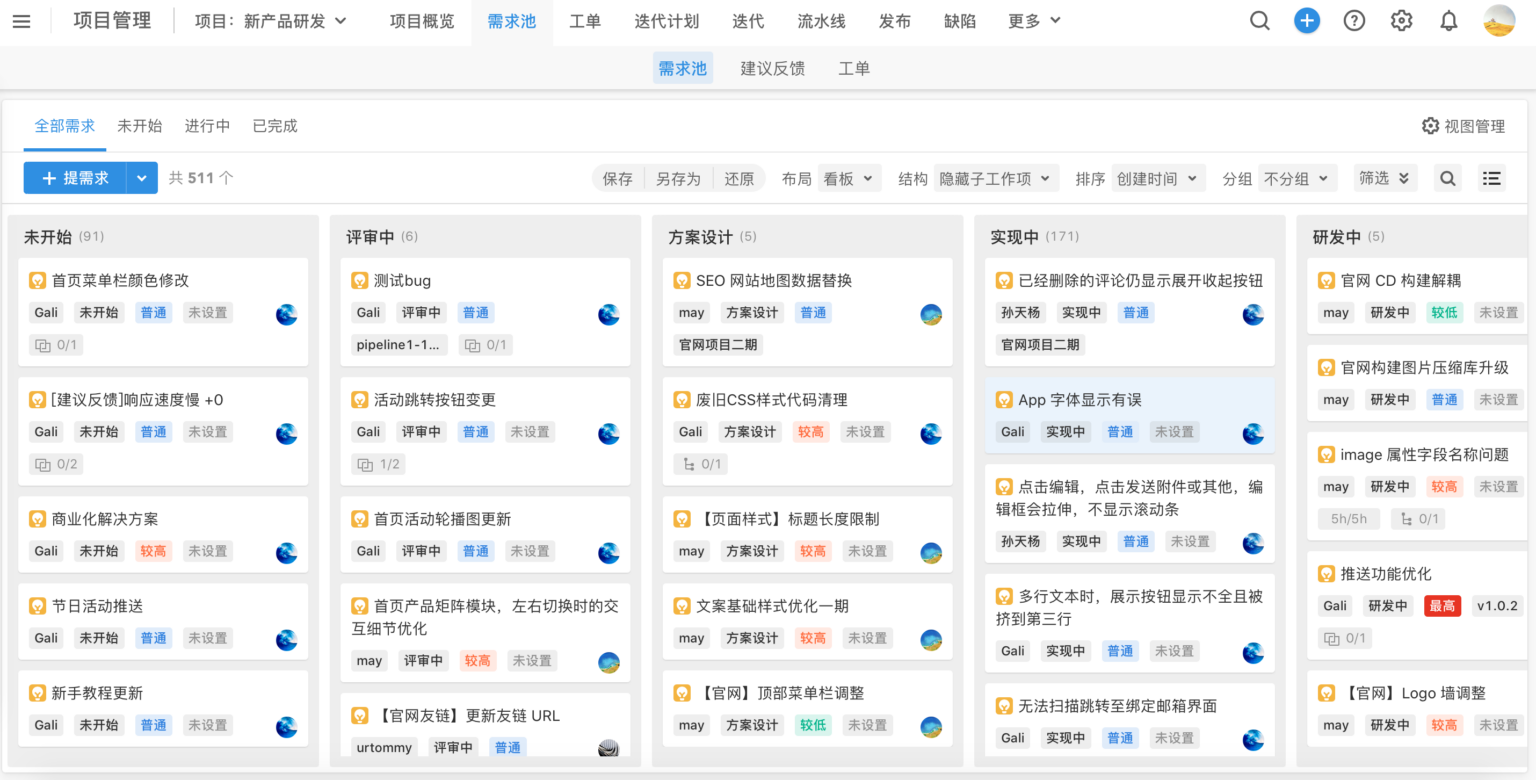 项目管理 项目：新产品研发 项目概览 需求池 工单 迭代计划 迭代 流水线 发布 缺陷 更多
需求池 建议反馈 工单
全部需求 未开始 进行中 已完成 视图管理
提需求 共 511 个 保存 另存为 还原 布局 看板 结构 隐藏子工作项 排序 创建时间 分组 不分组 筛选
未开始 (91)
首页菜单栏颜色修改
Gali 未开始 普通 未设置
0/1
[建议反馈]响应速度慢 +0
Gali 未开始 普通 未设置
0/2
商业化解决方案
Gali 未开始 较高 未设置
节日活动推送
Gali 未开始 普通 未设置
新手教程更新
Gali 未开始 普通 未设置
评审中 (6)
测试bug
Gali 评审中 普通
pipeline1-1... 0/1
活动跳转按钮变更
Gali 评审中 普通 未设置
1/2
首页活动轮播图更新
Gali 评审中 普通 未设置
首页产品矩阵模块，左右切换时的交
互细节优化
may 评审中 较高 未设置
【官网友链】更新友链 URL
urtommy 评审中 普通
方案设计 (5)
SEO 网站地图数据替换
may 方案设计 普通
官网项目二期
废旧CSS样式代码清理
Gali 方案设计 较高 未设置
0/1
【页面样式】标题长度限制
may 方案设计 较高 未设置
文案基础样式优化一期
may 方案设计 较高 未设置
【官网】顶部菜单栏调整
may 方案设计 较低 未设置
实现中 (171)
已经删除的评论仍显示展开收起按钮
孙天杨 实现中 普通
官网项目二期
App 字体显示有误
Gali 实现中 普通 未设置
点击编辑，点击发送附件或其他，编
辑框会拉伸，不显示滚动条
孙天杨 实现中 普通 未设置
多行文本时，展示按钮显示不全且被
挤到第三行
Gali 实现中 普通 未设置
无法扫描跳转至绑定邮箱界面
Gali 实现中 普通 未设置
研发中 (5)
官网 CD 构建解耦
may 研发中 较低 未设置
官网构建图片压缩库升级
may 研发中 普通 未设置
image 属性字段名称问题
may 研发中 较高 未设置
5h/5h 0/1
推送功能优化
Gali 研发中 最高 v1.0.2
0/1
【官网】Logo 墙调整
may 研发中 较高 未设置